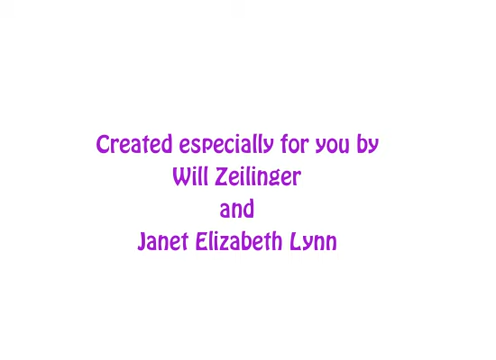 Created especially for you by
Will Zeilinger
and
Janet Elizabeth Lynn